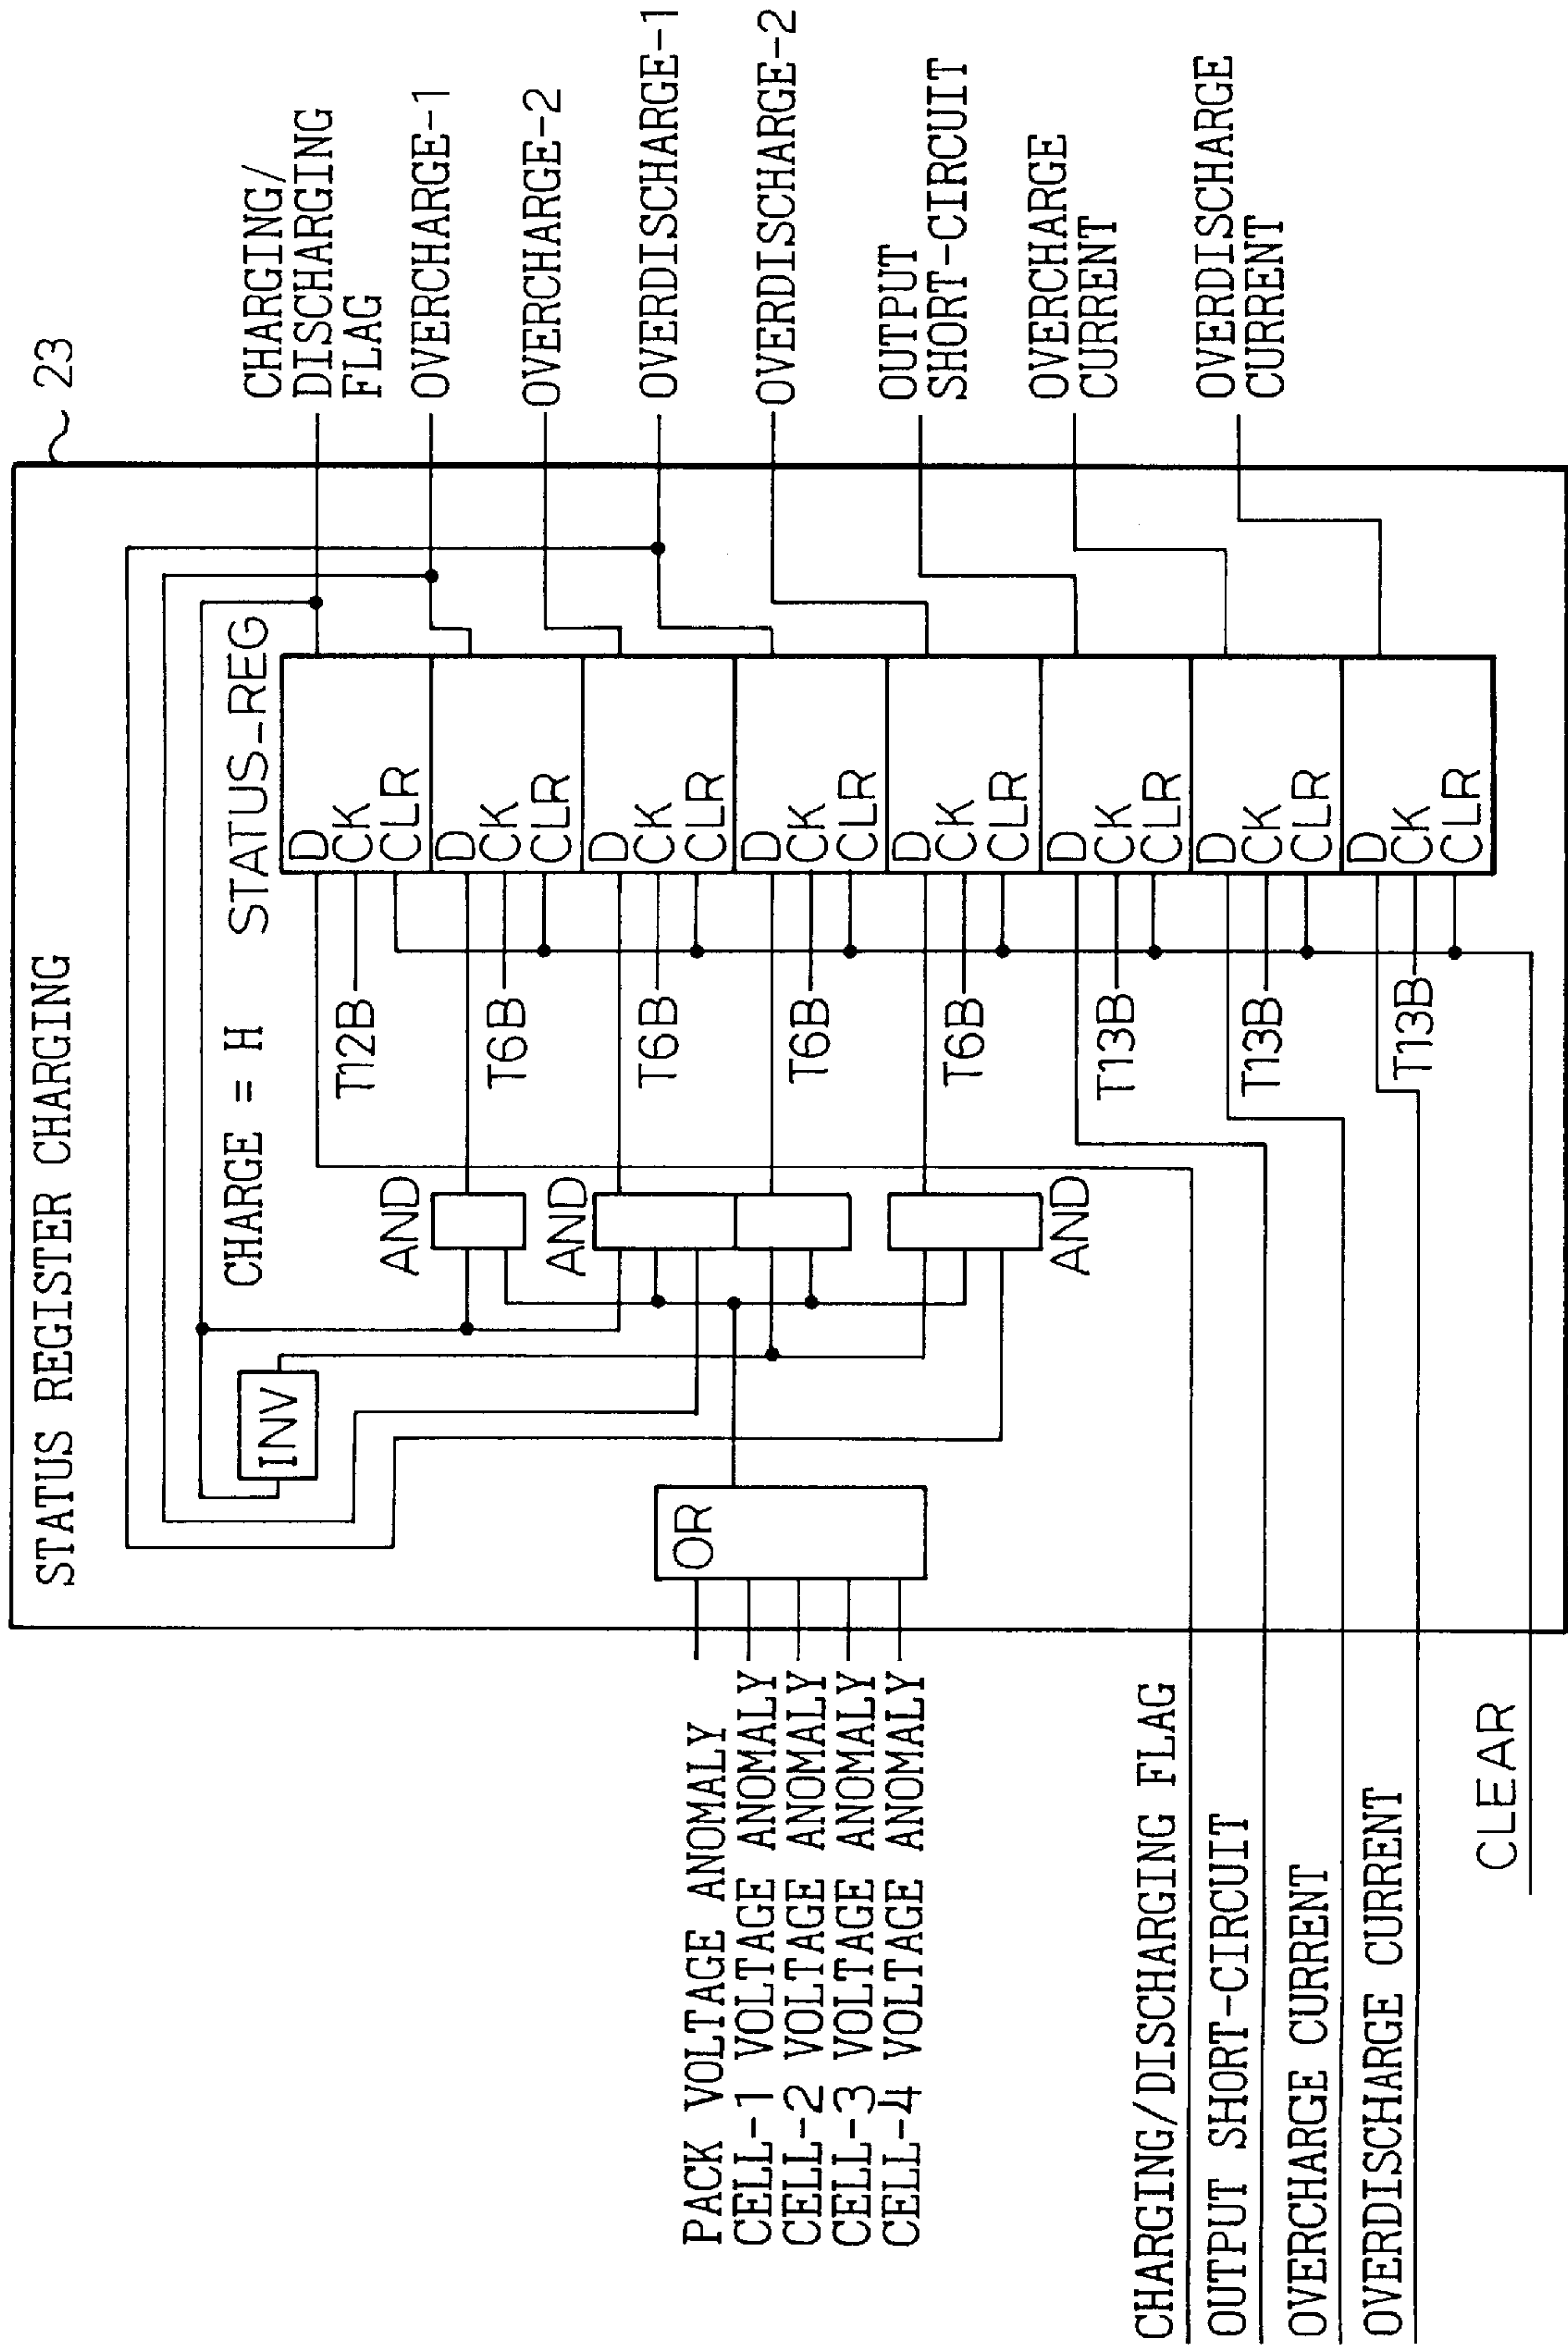 23
STATUS REGISTER CHARGING
CHARGE = H
STATUS_REG
CHARGING/
DISCHARGING
FLAG
OVERCHARGE-1
OVERCHARGE-2
OVERDISCHARGE-1
OVERDISCHARGE-2
OUTPUT
SHORT-CIRCUIT
OVERCHARGE
CURRENT
OVERDISCHARGE
CURRENT
INV
AND
AND
AND
OR
D
CK
CLR
D
CK
CLR
D
CK
CLR
D
CK
CLR
D
CK
CLR
D
CK
CLR
D
CK
CLR
D
CK
CLR
T12B
T6B
T6B
T6B
T6B
T13B
T13B
T13B
PACK VOLTAGE ANOMALY
CELL-1 VOLTAGE ANOMALY
CELL-2 VOLTAGE ANOMALY
CELL-3 VOLTAGE ANOMALY
CELL-4 VOLTAGE ANOMALY
CHARGING/DISCHARGING FLAG
OUTPUT SHORT-CIRCUIT
OVERCHARGE CURRENT
OVERDISCHARGE CURRENT
CLEAR